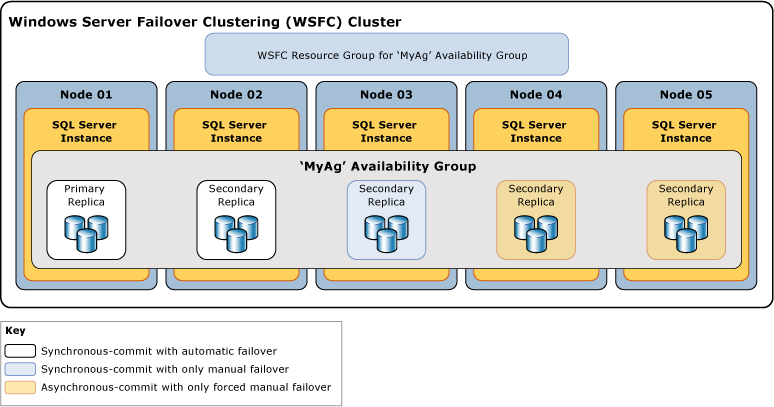 Windows Server Failover Clustering (WSFC) Cluster
WSFC Resource Group for ‘MyAg’ Availability Group
Node 01
SQL Server
Instance
Node 02
SQL Server
Instance
Node 03
SQL Server
Instance
Node 04
SQL Server
Instance
Node 05
SQL Server
Instance
‘MyAg’ Availability Group
Primary
Replica
Secondary
Replica
Secondary
Replica
Secondary
Replica
Secondary
Replica
Key
Synchronous-commit with automatic failover
Synchronous-commit with only manual failover
Asynchronous-commit with only forced manual failover